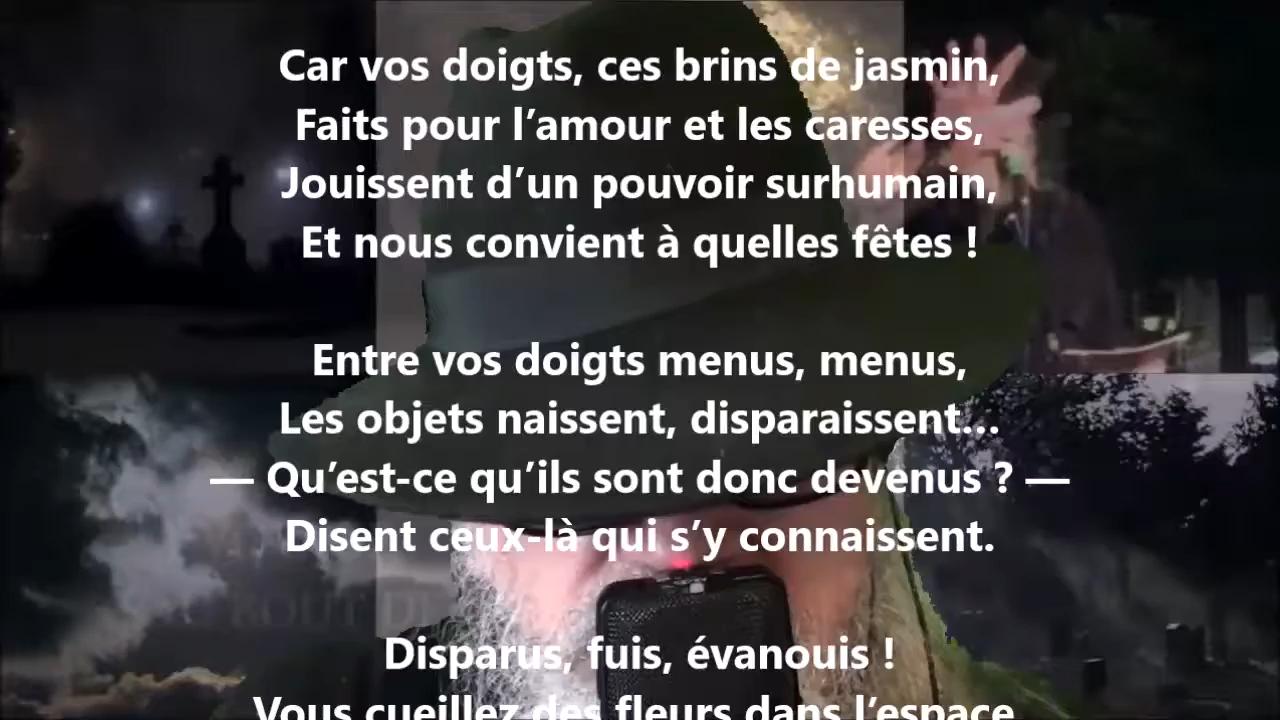 Car vos doigts, ces brins de jasmin,
Faits pour l’amour et les caresses,
Jouissent d’un pouvoir surhumain,
Et nous convient à quelles fêtes !
Entre vos doigts menus, menus,
Les objets naissent, disparaissent…
— Qu’est-ce qu’ils sont donc devenus ? —
Disent ceux-là qui s’y connaissent.
Disparus, fuis, évanouis !
Vous cueillez des fleurs dans l’espace